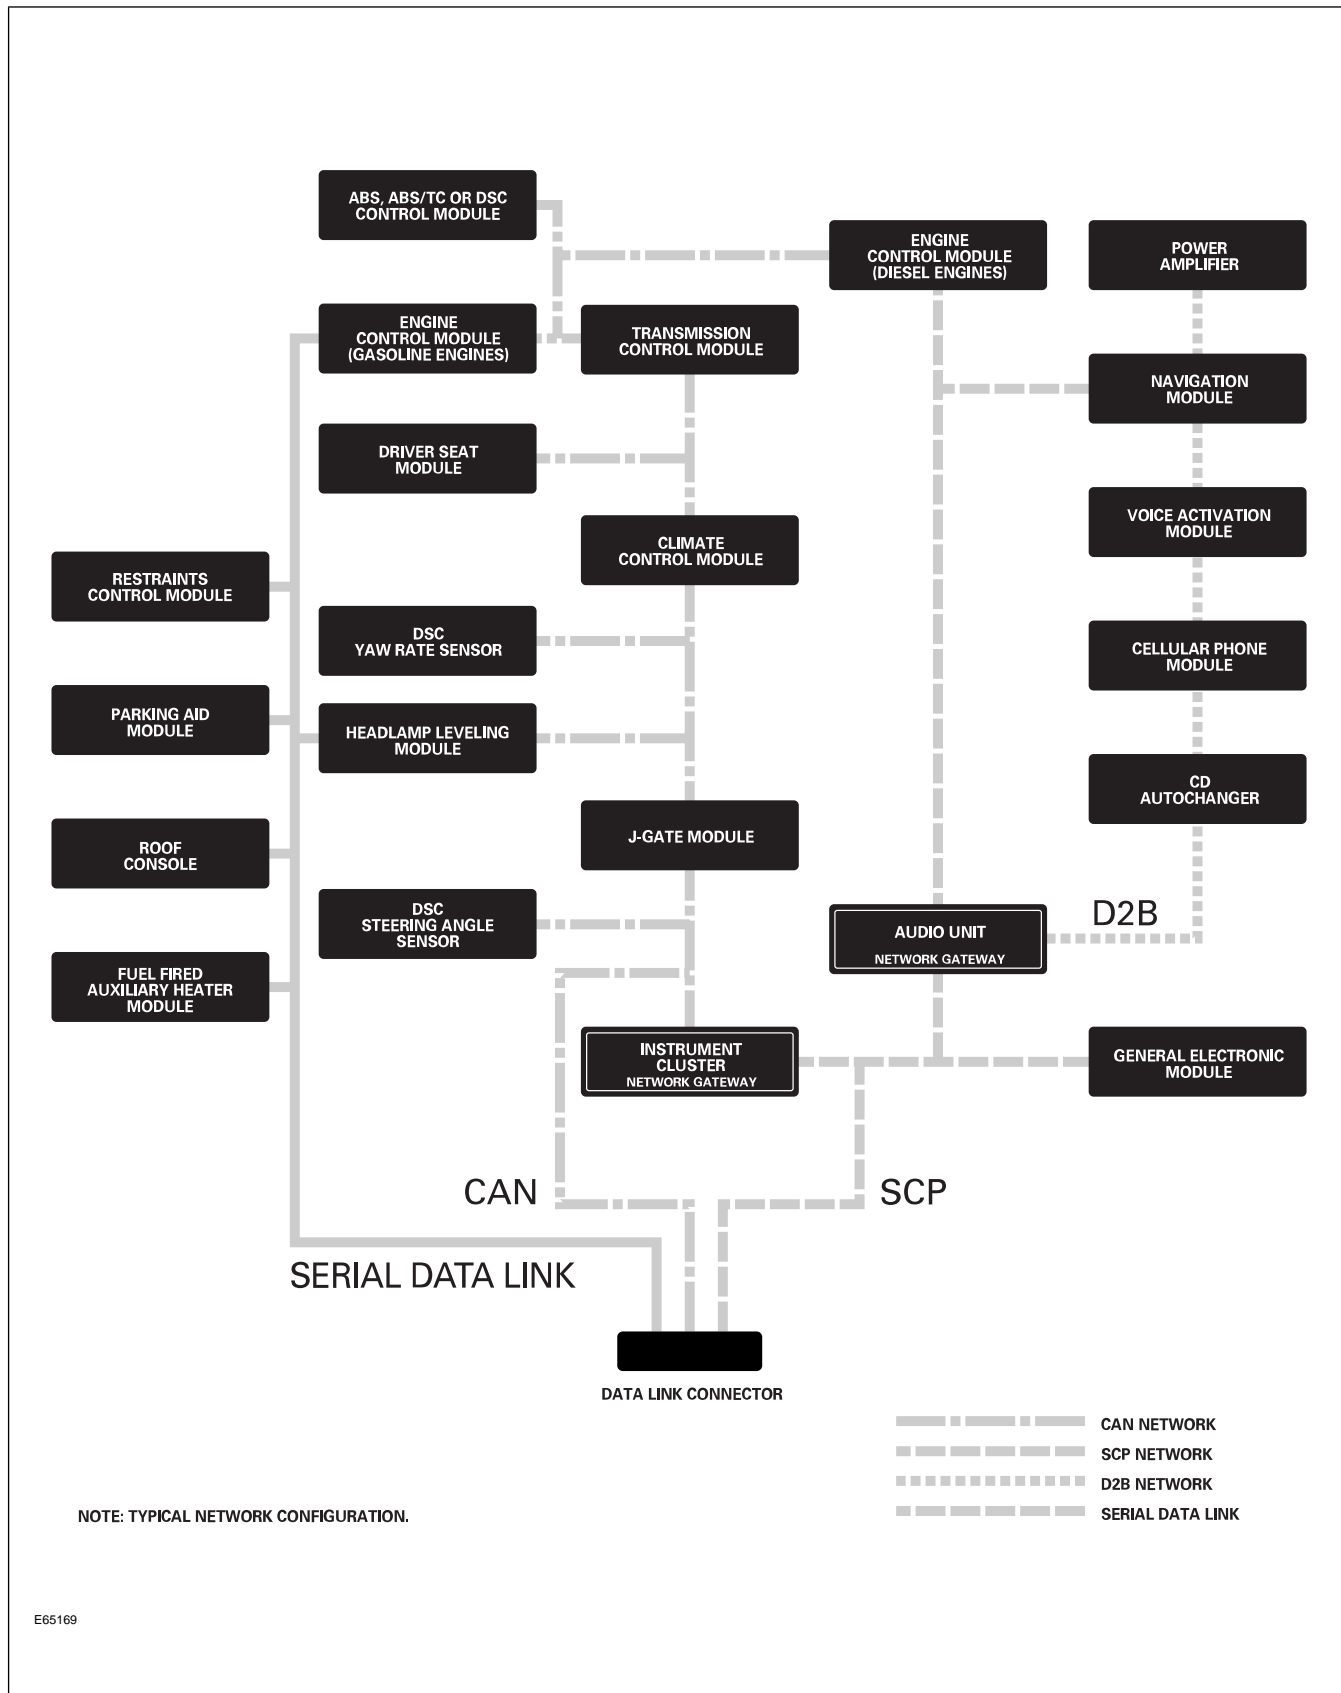 ABS, ABS/TC OR DSC
CONTROL MODULE
ENGINE
CONTROL MODULE
(DIESEL ENGINES)
POWER
AMPLIFIER
ENGINE
CONTROL MODULE
(GASOLINE ENGINES)
TRANSMISSION
CONTROL MODULE
NAVIGATION
MODULE
DRIVER SEAT
MODULE
VOICE ACTIVATION
MODULE
CLIMATE
CONTROL MODULE
RESTRAINTS
CONTROL MODULE
DSC
YAW RATE SENSOR
CELLULAR PHONE
MODULE
PARKING AID
MODULE
HEADLAMP LEVELING
MODULE
CD
AUTOCHANGER
ROOF
CONSOLE
J-GATE MODULE
DSC
STEERING ANGLE
SENSOR
AUDIO UNIT
NETWORK GATEWAY
D2B
FUEL FIRED
AUXILIARY HEATER
MODULE
INSTRUMENT
CLUSTER
NETWORK GATEWAY
GENERAL ELECTRONIC
MODULE
CAN
SCP
SERIAL DATA LINK
DATA LINK CONNECTOR
CAN NETWORK
SCP NETWORK
D2B NETWORK
SERIAL DATA LINK
NOTE: TYPICAL NETWORK CONFIGURATION.
E65169